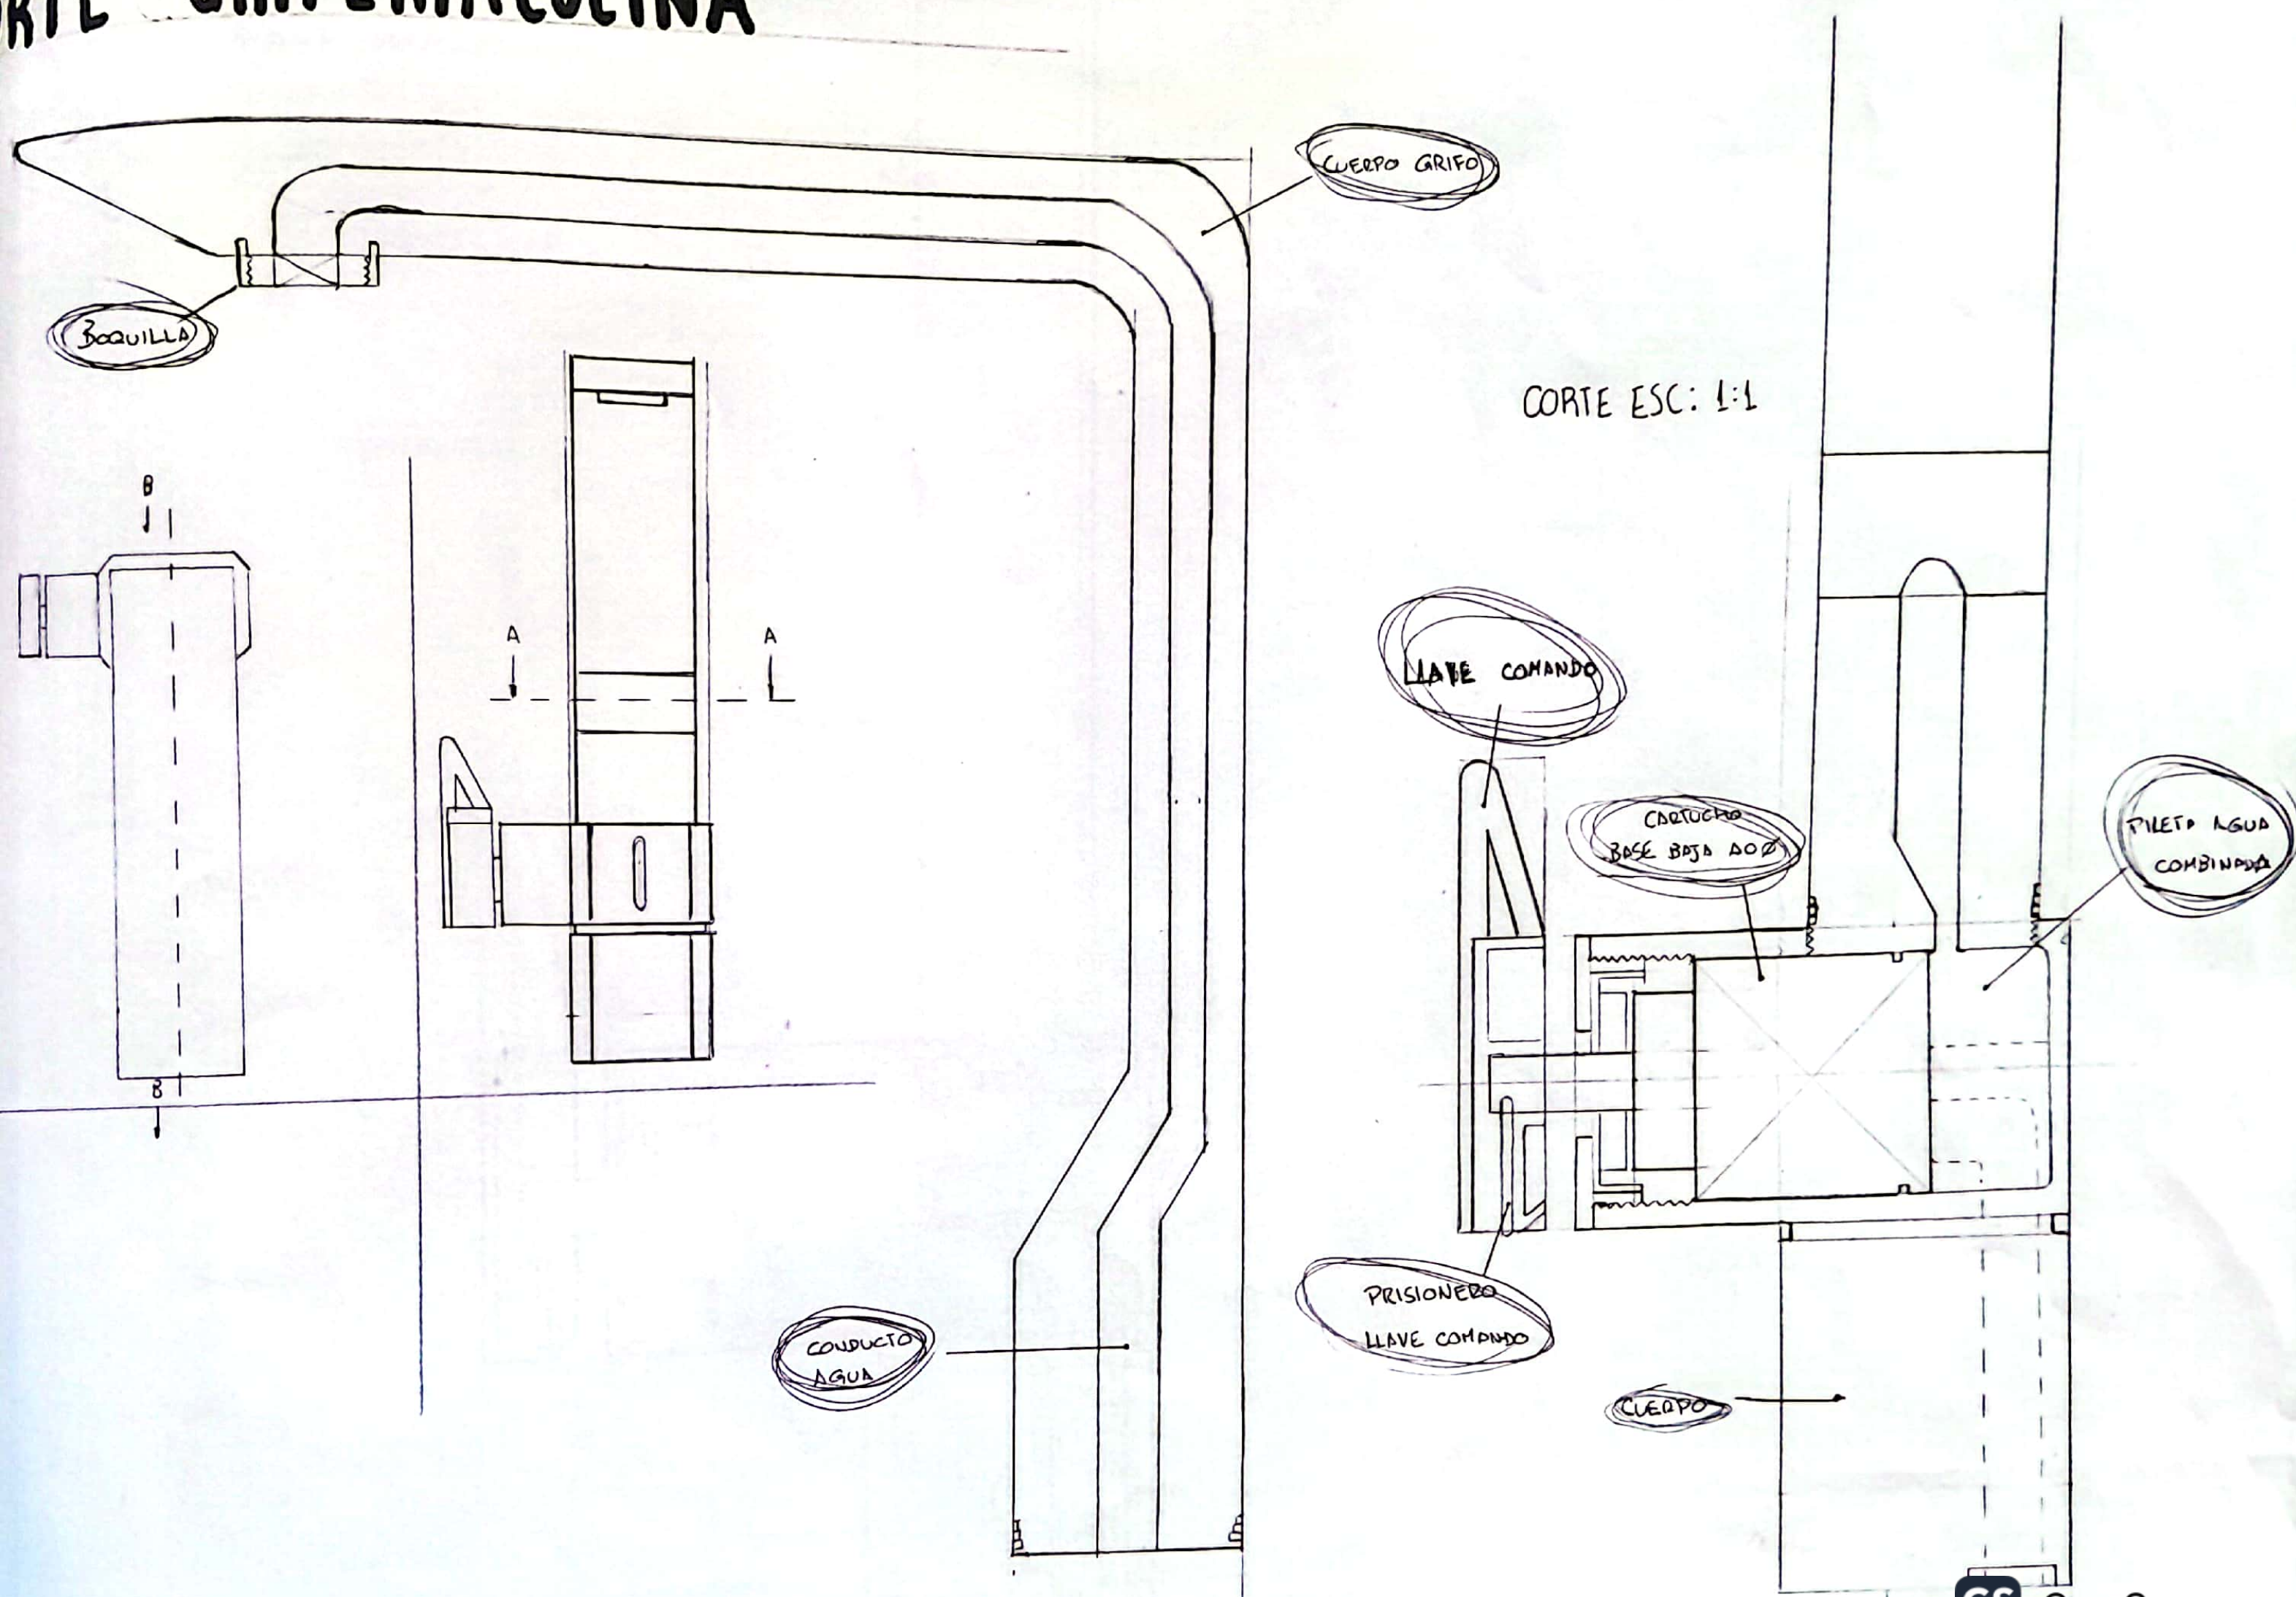 CUERPO GRIFO
BOQUILLA
CORTE ESC: 1:1
B
A A
LLAVE COMANDO
CARTUCHO
BASE BAJA
PILETA AGUA
COMBINADA
B
PRISIONERO
LLAVE COMANDO
CONDUCTO
AGUA
CUERPO